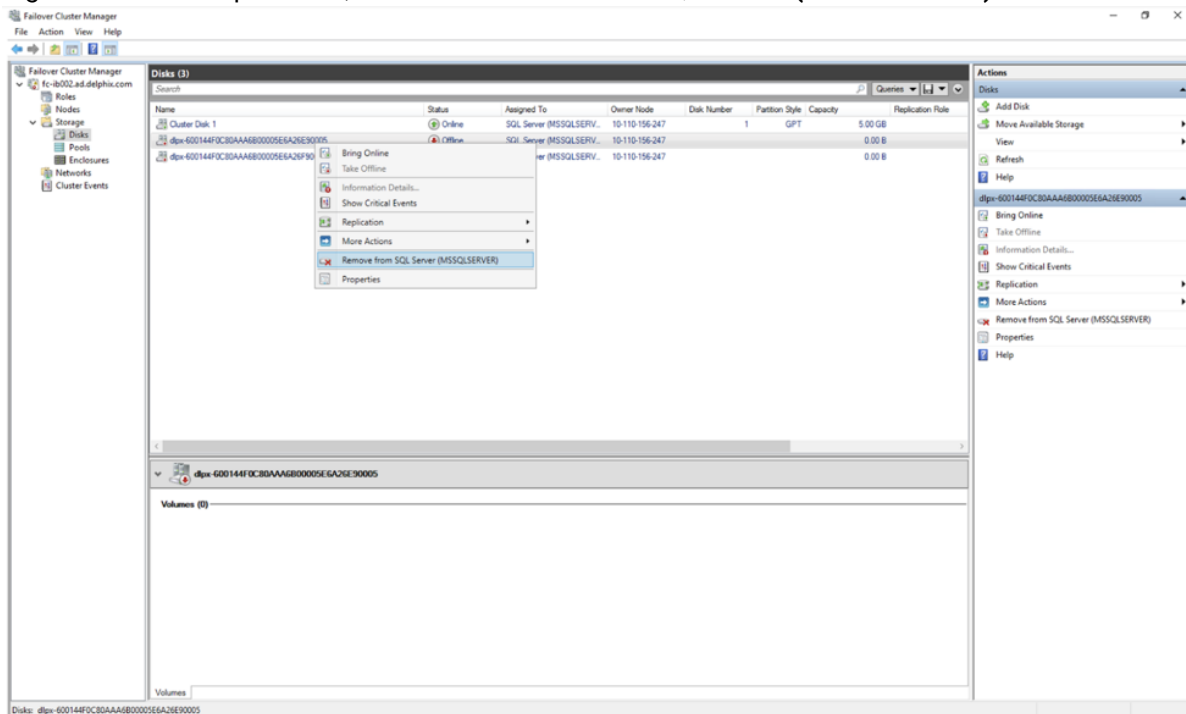 Failover Cluster Manager
File Action View Help
Failover Cluster Manager
fc-ib002.ad.delphix.com
Roles
Nodes
Storage
Disks
Pools
Enclosures
Networks
Cluster Events
Disks (3)
Search
Queries
Name Status Assigned To Owner Node Disk Number Partition Style Capacity Replication Role
Cluster Disk 1 Online SQL Server (MSSQLSERV... 10-110-156-247 1 GPT 5.00 GB
dlpx-600144F0C80AAA6B00005E6A26E90005 Offline SQL Server (MSSQLSERV... 10-110-156-247 0.00 B
dlpx-600144F0C80AAA6B00005E6A26F90 er (MSSQLSERV... 10-110-156-247 0.00 B
Bring Online
Take Offline
Information Details...
Show Critical Events
Replication
More Actions
Remove from SQL Server (MSSQLSERVER)
Properties
dlpx-600144F0C80AAA6B00005E6A26E90005
Volumes (0)
Volumes
Actions
Disks
Add Disk
Move Available Storage
View
Refresh
Help
dlpx-600144F0C80AAA6B00005E6A26E90005
Bring Online
Take Offline
Information Details...
Show Critical Events
Replication
More Actions
Remove from SQL Server (MSSQLSERVER)
Properties
Help
Disks: dlpx-600144F0C80AAA6B00005E6A26E90005